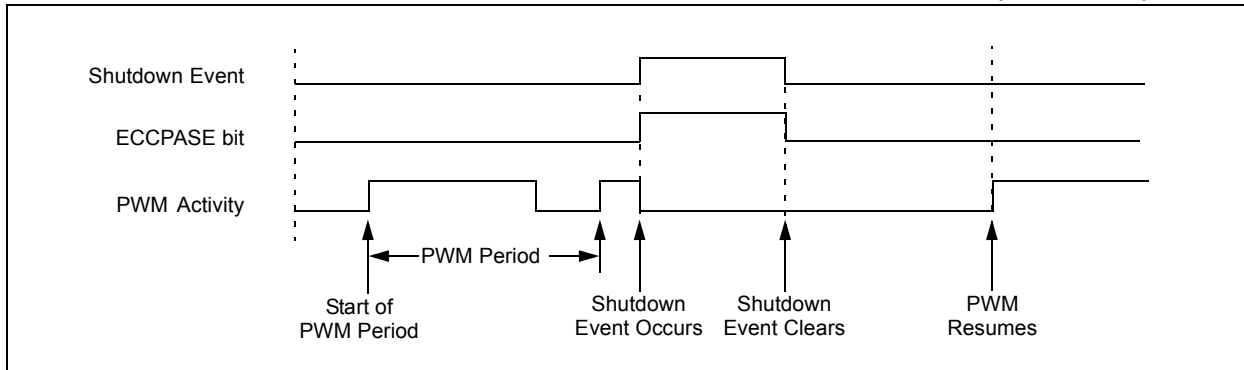 Shutdown Event
ECCPASE bit
PWM Activity
PWM Period
Start of
PWM Period
Shutdown
Event Occurs
Shutdown
Event Clears
PWM
Resumes